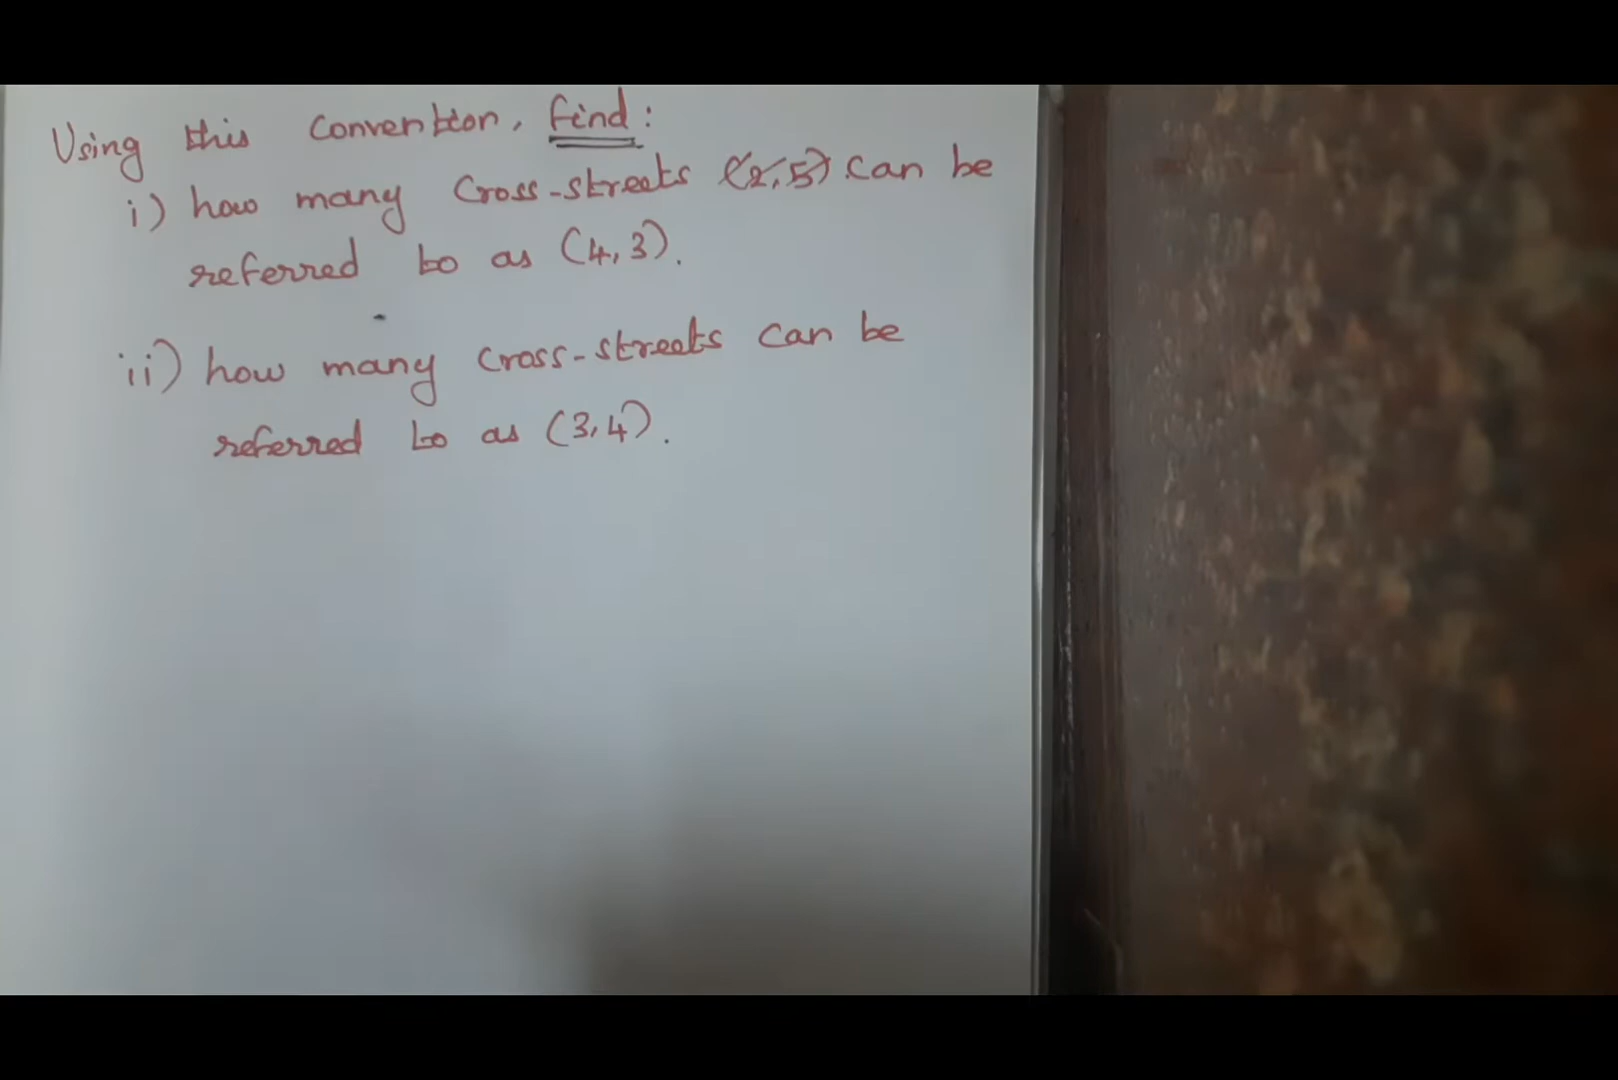 Using this convention, find:
i) how many cross-streets (2,5) can be
referred to as (4,3).
ii) how many cross-streets can be
referred to as (3,4).